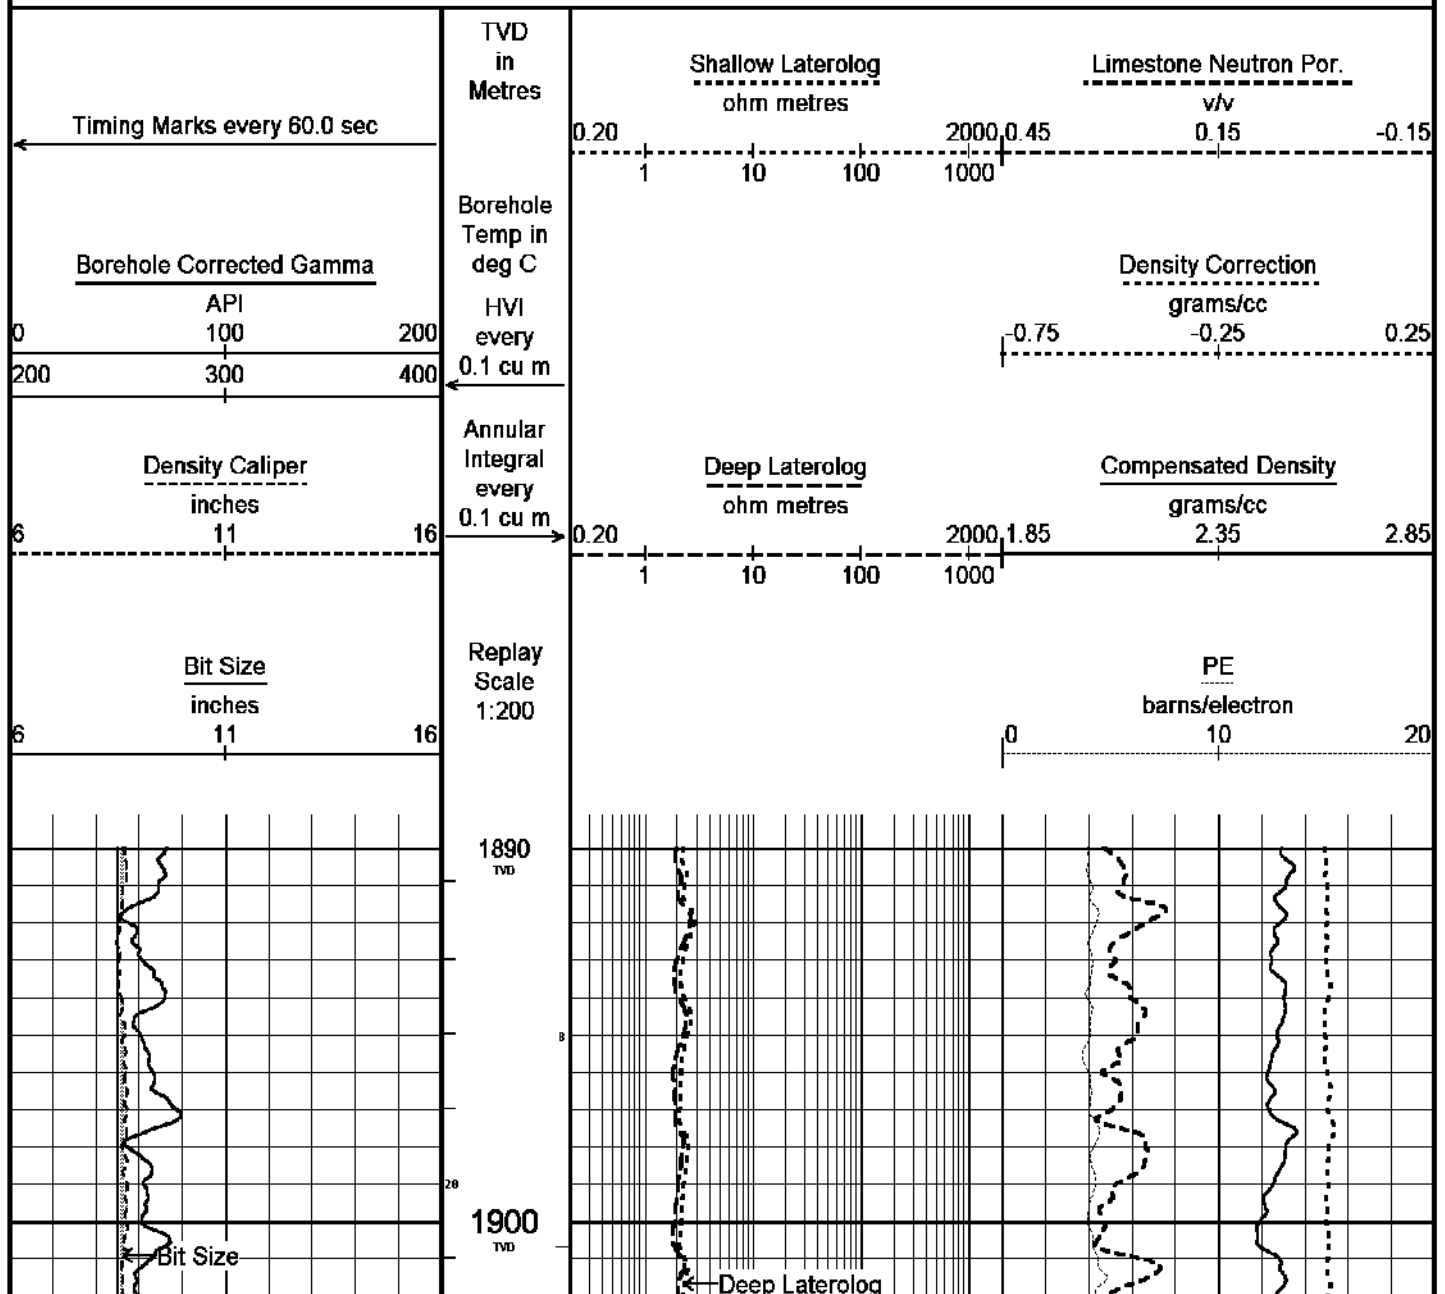 Timing Marks every 60.0 sec
Borehole Corrected Gamma
API
0 100 200
200 300 400
Density Caliper
inches
6 11 16
Bit Size
inches
6 11 16
TVD
in
Metres
Borehole
Temp in
deg C
HVI
every
0.1 cu m
Annular
Integral
every
0.1 cu m
Replay
Scale
1:200
Shallow Laterolog
ohm metres
0.20 2000
1 10 100 1000
Deep Laterolog
ohm metres
0.20 2000
1 10 100 1000
Limestone Neutron Por.
v/v
0.45 0.15 -0.15
Density Correction
grams/cc
-0.75 -0.25 0.25
Compensated Density
grams/cc
1.85 2.35 2.85
PE
barns/electron
0 10 20
1890
TVD
8
20
1900
TVD
Bit Size
Deep Laterolog